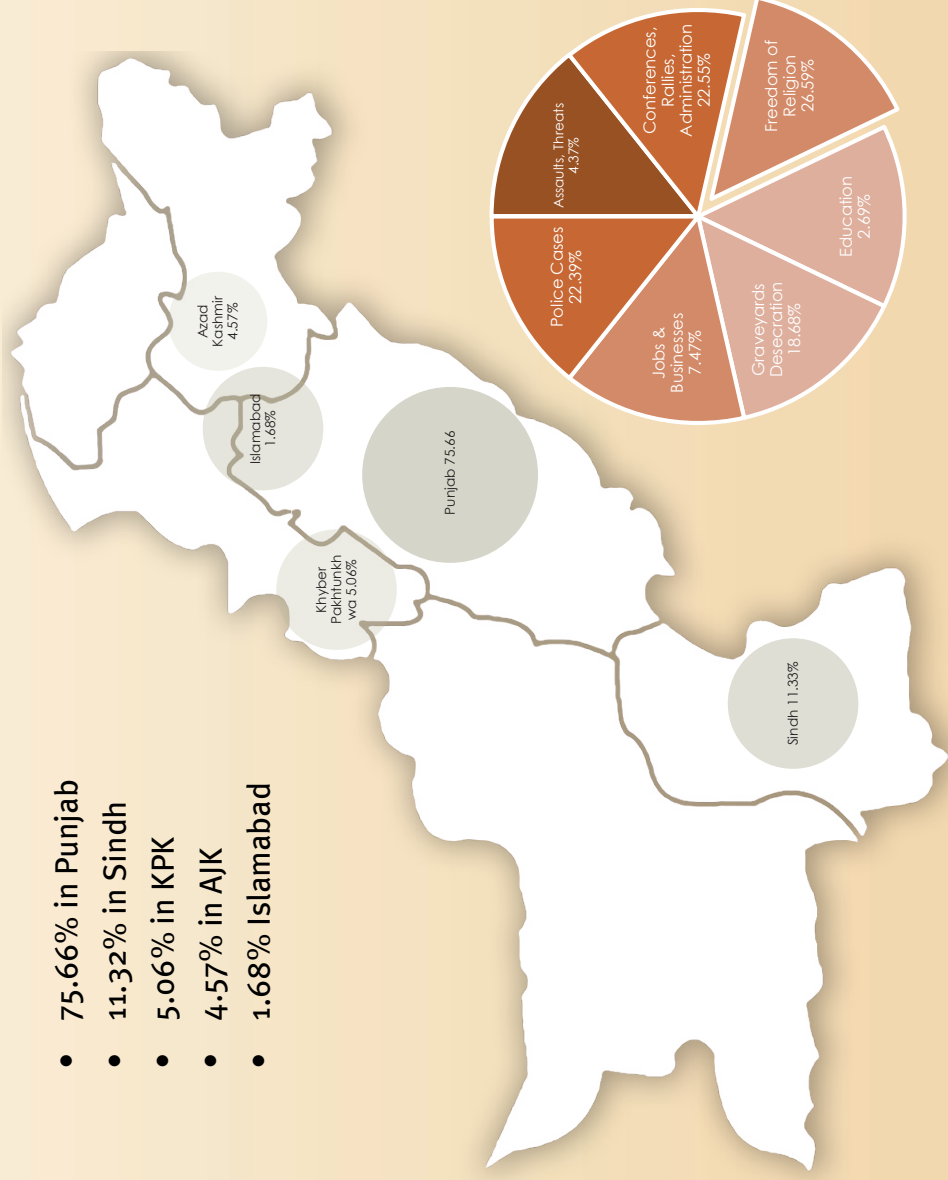 • 75.66% in Punjab
• 11.32% in Sindh
• 5.06% in KPK
• 4.57% in AJK
• 1.68% Islamabad
Khyber
Pakhtunkh
wa 5.06%
Islamabad
1.68%
Azad
Kashmir
4.57%
Punjab 75.66
Sindh 11.33%
Police Cases
22.39%
Assaults, Threats
4.37%
Conferences,
Rallies,
Administration
22.55%
Freedom of
Religion
26.59%
Education
2.69%
Graveyards
Desecration
18.68%
Jobs &
Businesses
7.47%